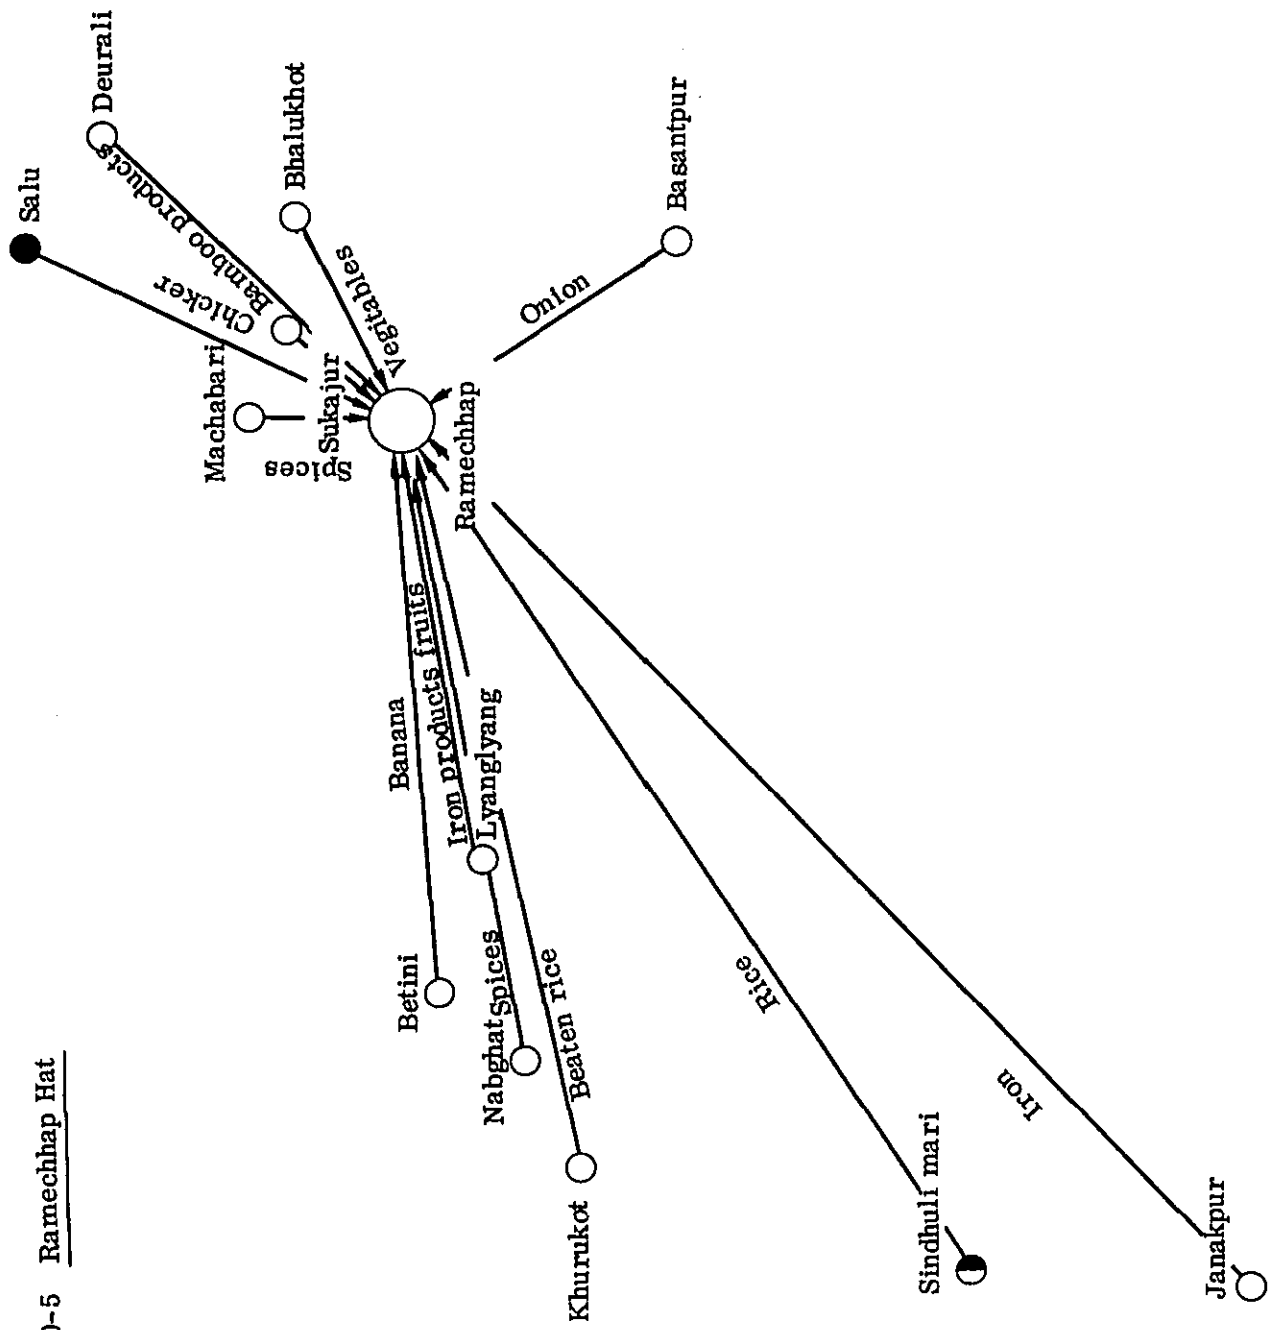 0-5 Ramechhap Hat
Salu
Deurali
Bamboo products
Chicker
Bhalukhot
Vegitables
Machabari
Sukajur
Spices
Basantpur
Onion
Ramechhap
Banana
Iron products fruits
Lyanglyang
Betini
Nabghat
Spices
Beaten rice
Khurukot
Rice
Sindhuli mari
Iron
Janakpur